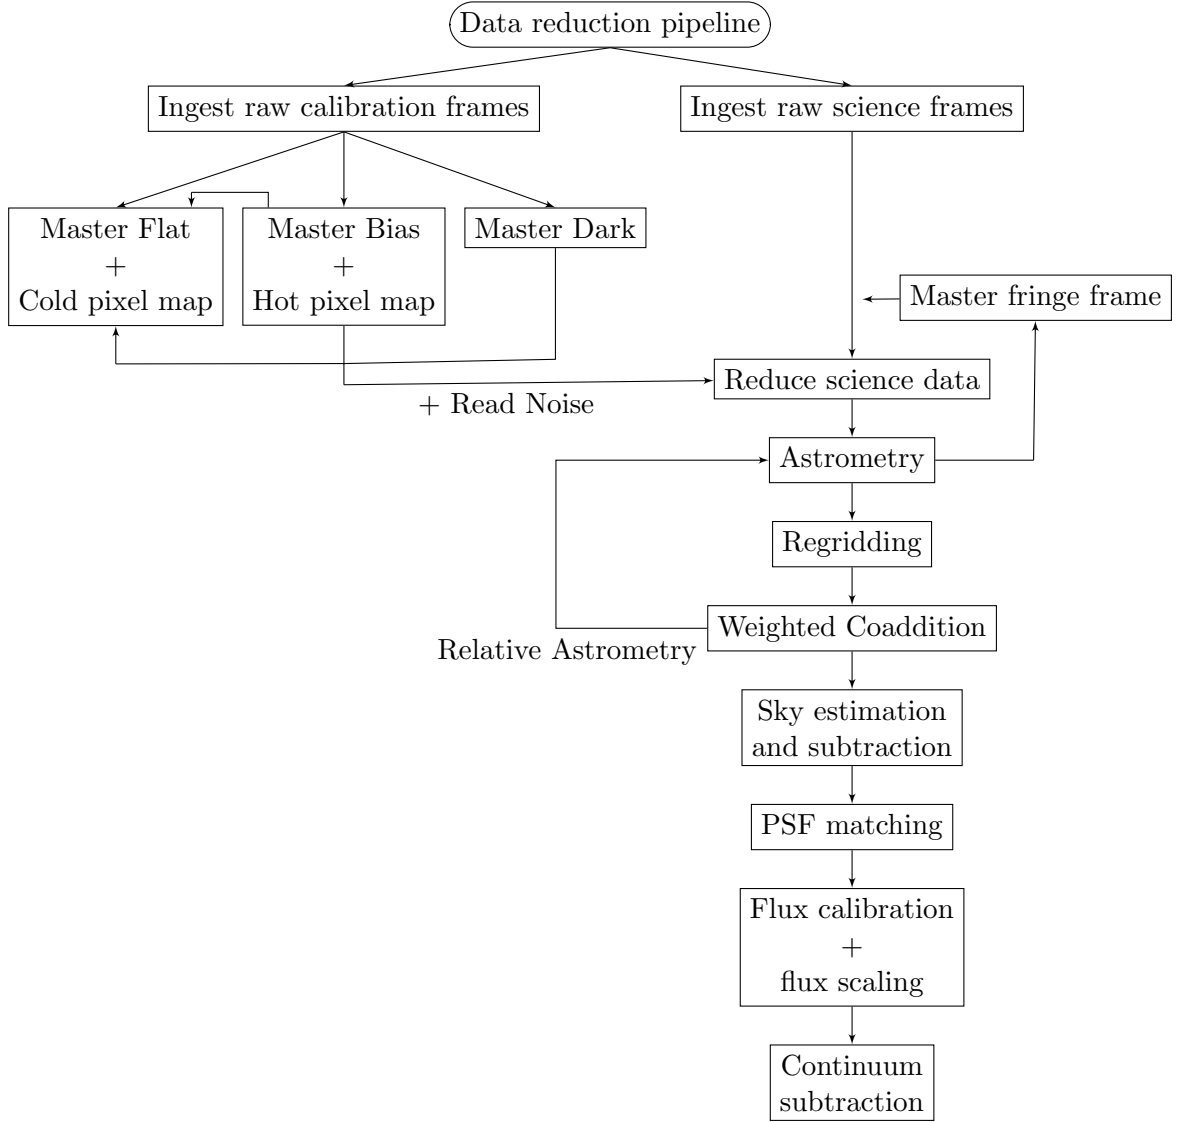 Data reduction pipeline
Ingest raw calibration frames
Ingest raw science frames
Master Flat
+
Cold pixel map
Master Bias
+
Hot pixel map
Master Dark
Master fringe frame
Reduce science data
+ Read Noise
Astrometry
Regridding
Weighted Coaddition
Relative Astrometry
Sky estimation
and subtraction
PSF matching
Flux calibration
+
flux scaling
Continuum
subtraction